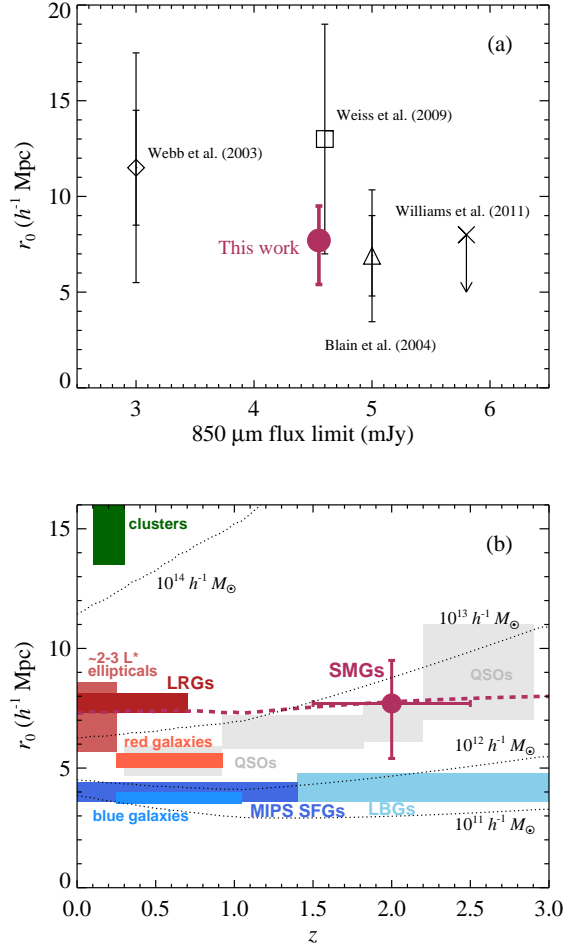 (a)
20
15
10
5
0
r₀ (h⁻¹ Mpc)
Weiss et al. (2009)
Webb et al. (2003)
Williams et al. (2011)
This work
Blain et al. (2004)
3 4 5 6
850 μm flux limit (mJy)
(b)
15
10
5
0
r₀ (h⁻¹ Mpc)
clusters
10¹⁴ h⁻¹ M☉
10¹³ h⁻¹ M☉
~2-3 L*
ellipticals
LRGs
SMGs
QSOs
red galaxies
QSOs
10¹² h⁻¹ M☉
blue galaxies
MIPS SFGs
LBGs
10¹¹ h⁻¹ M☉
0.0 0.5 1.0 1.5 2.0 2.5 3.0
z